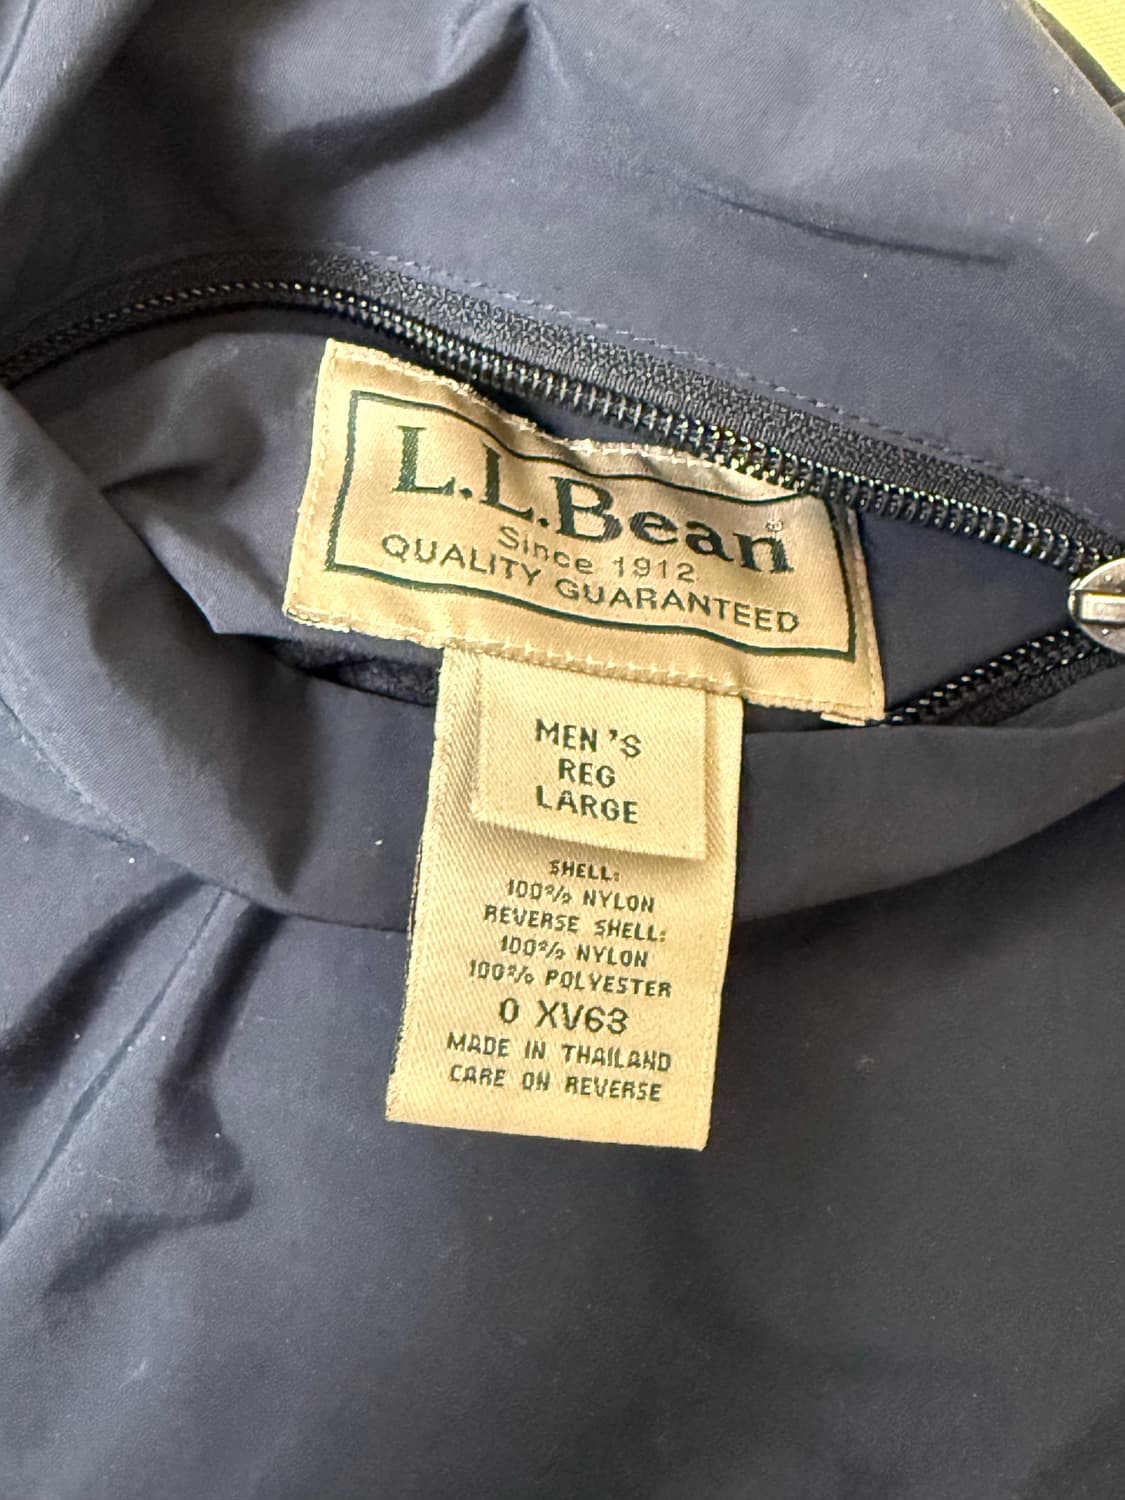 L.L.Bean®
Since 1912
QUALITY GUARANTEED
MEN'S
REG
LARGE
SHELL:
100% NYLON
REVERSE SHELL:
100% NYLON
100% POLYESTER
0 XV63
MADE IN THAILAND
CARE ON REVERSE